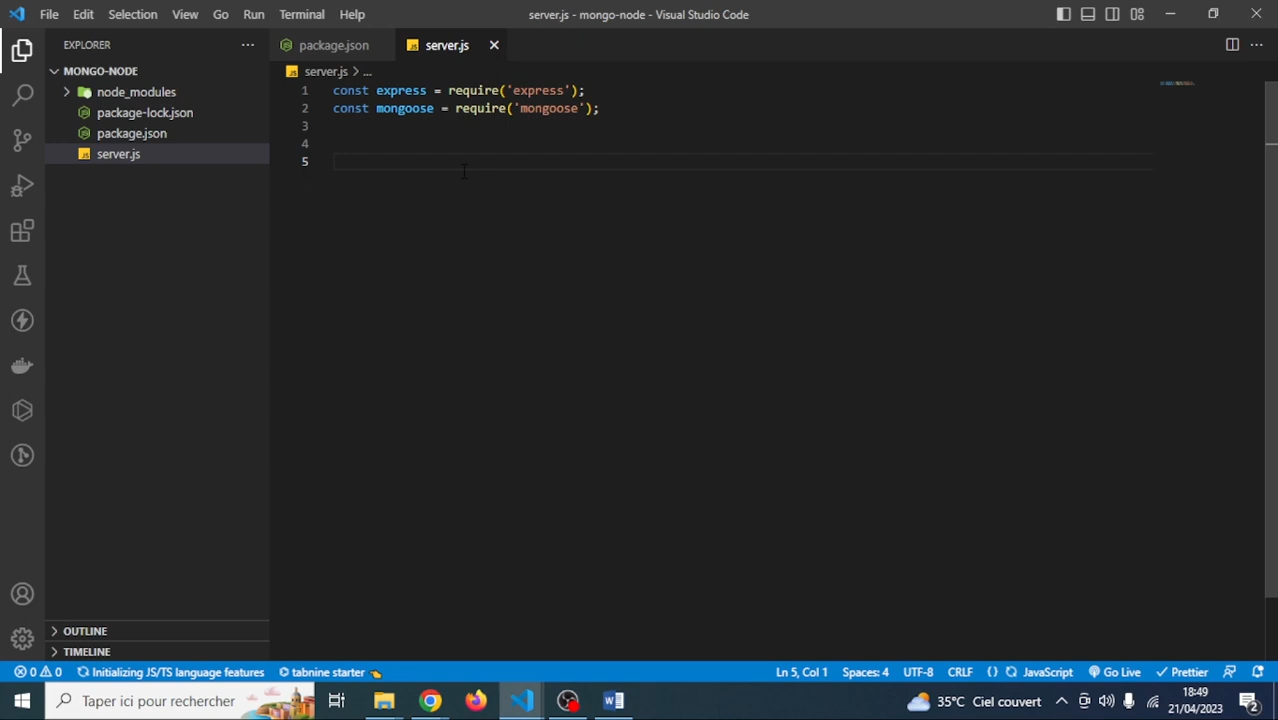 File Edit Selection View Go Run Terminal Help
server.js - mongo-node - Visual Studio Code
EXPLORER
MONGO-NODE
node_modules
package-lock.json
package.json
server.js
OUTLINE
TIMELINE
package.json
server.js
server.js > ...
1 const express = require('express');
2 const mongoose = require('mongoose');
3
4
5
0 0 Initializing JS/TS language features tabnine starter
Ln 5, Col 1 Spaces: 4 UTF-8 CRLF {} JavaScript Go Live Prettier
Taper ici pour rechercher
35°C Ciel couvert
18:49
21/04/2023
2